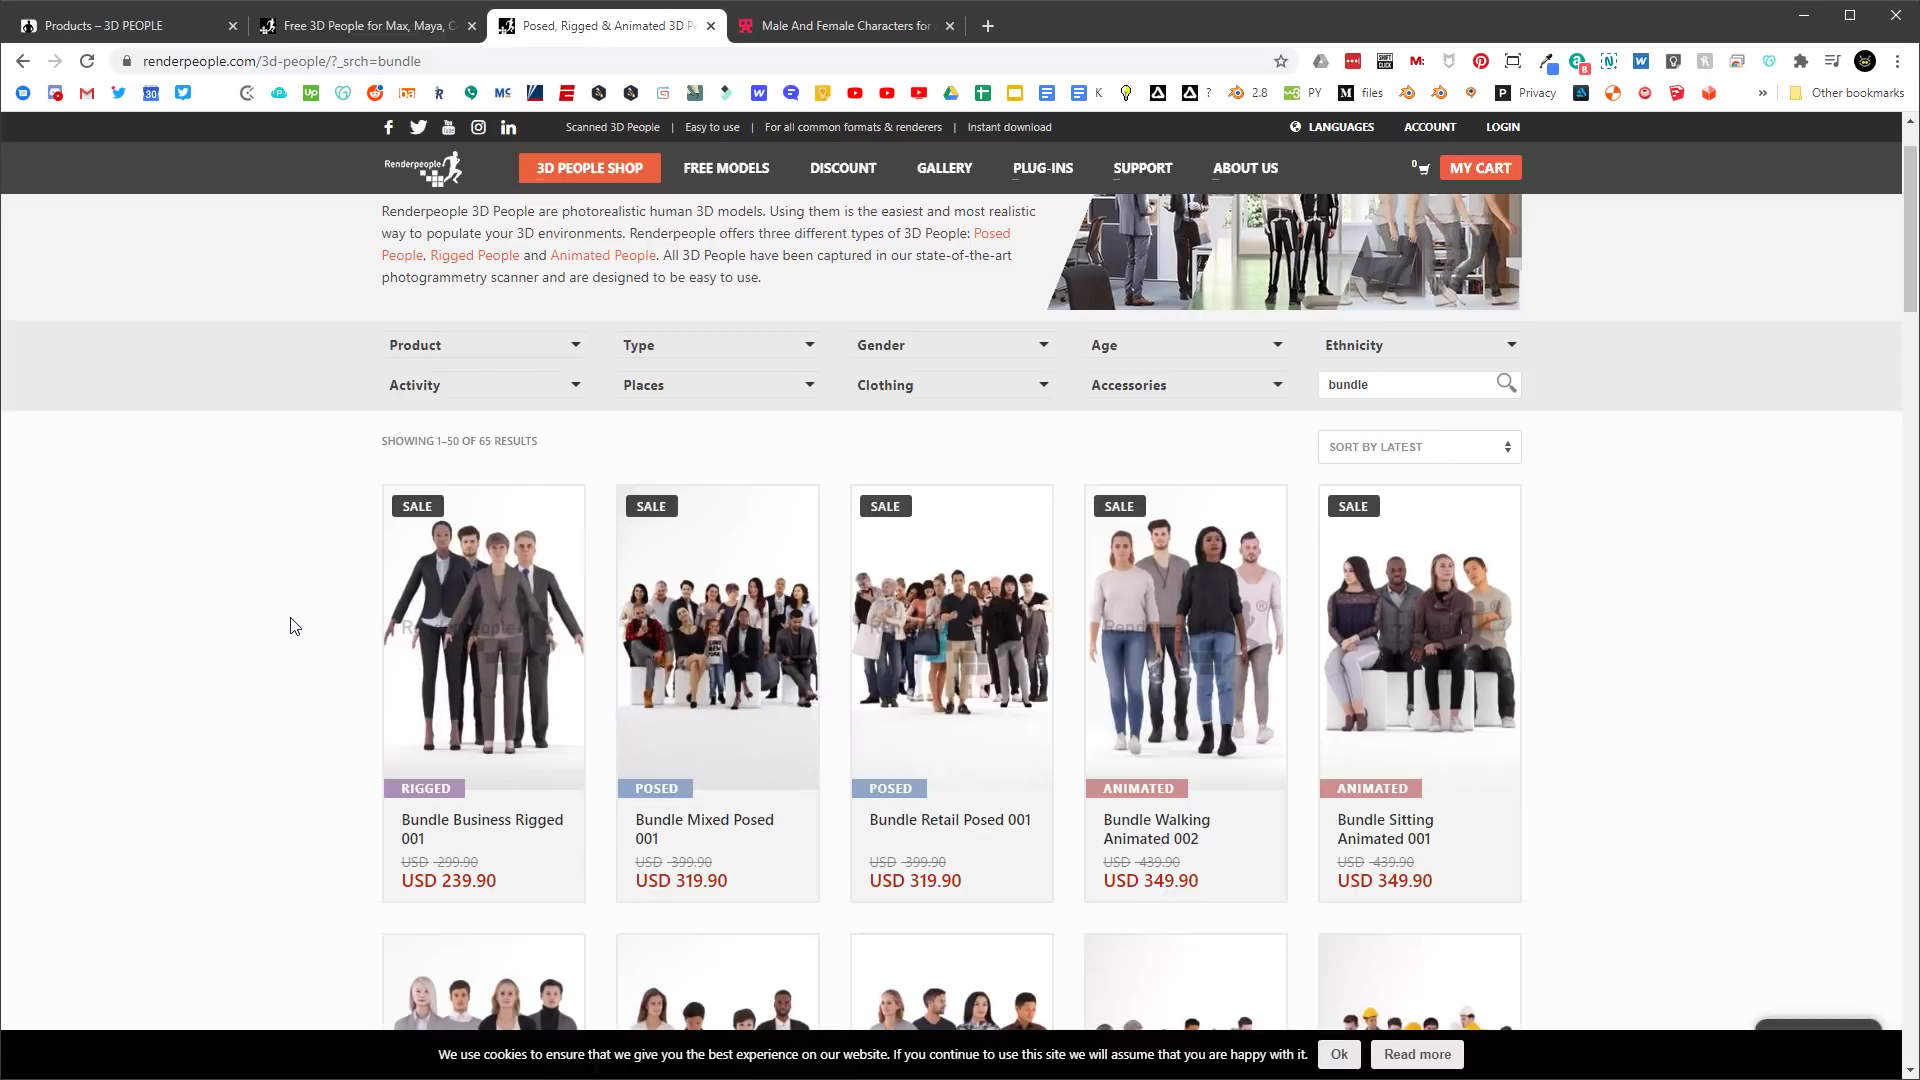 Products – 3D PEOPLE
Free 3D People for Max, Maya, C
Posed, Rigged & Animated 3D P
Male And Female Characters for
renderpeople.com/3d-people/?_srch=bundle
K
?
2.8
PY
files
Privacy
»
Other bookmarks
Scanned 3D People | Easy to use | For all common formats & renderers | Instant download
LANGUAGES
ACCOUNT
LOGIN
Renderpeople
3D PEOPLE SHOP
FREE MODELS
DISCOUNT
GALLERY
PLUG-INS
SUPPORT
ABOUT US
0
MY CART
Renderpeople 3D People are photorealistic human 3D models. Using them is the easiest and most realistic
way to populate your 3D environments. Renderpeople offers three different types of 3D People: Posed
People, Rigged People and Animated People. All 3D People have been captured in our state-of-the-art
photogrammetry scanner and are designed to be easy to use.
Product
Type
Gender
Age
Ethnicity
Activity
Places
Clothing
Accessories
bundle
SHOWING 1–50 OF 65 RESULTS
SORT BY LATEST
SALE
SALE
SALE
SALE
SALE
RIGGED
POSED
POSED
ANIMATED
ANIMATED
Bundle Business Rigged
001
USD 299.90
USD 239.90
Bundle Mixed Posed
001
USD 399.90
USD 319.90
Bundle Retail Posed 001
USD 399.90
USD 319.90
Bundle Walking
Animated 002
USD 439.90
USD 349.90
Bundle Sitting
Animated 001
USD 439.90
USD 349.90
We use cookies to ensure that we give you the best experience on our website. If you continue to use this site we will assume that you are happy with it.
Ok
Read more